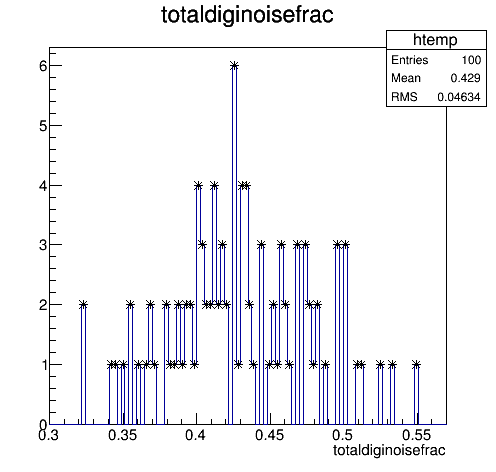 totaldiginoisefrac
htemp
Entries 100
Mean 0.429
RMS 0.04634
6
5
4
3
2
1
0
0.3 0.35 0.4 0.45 0.5 0.55
totaldiginoisefrac